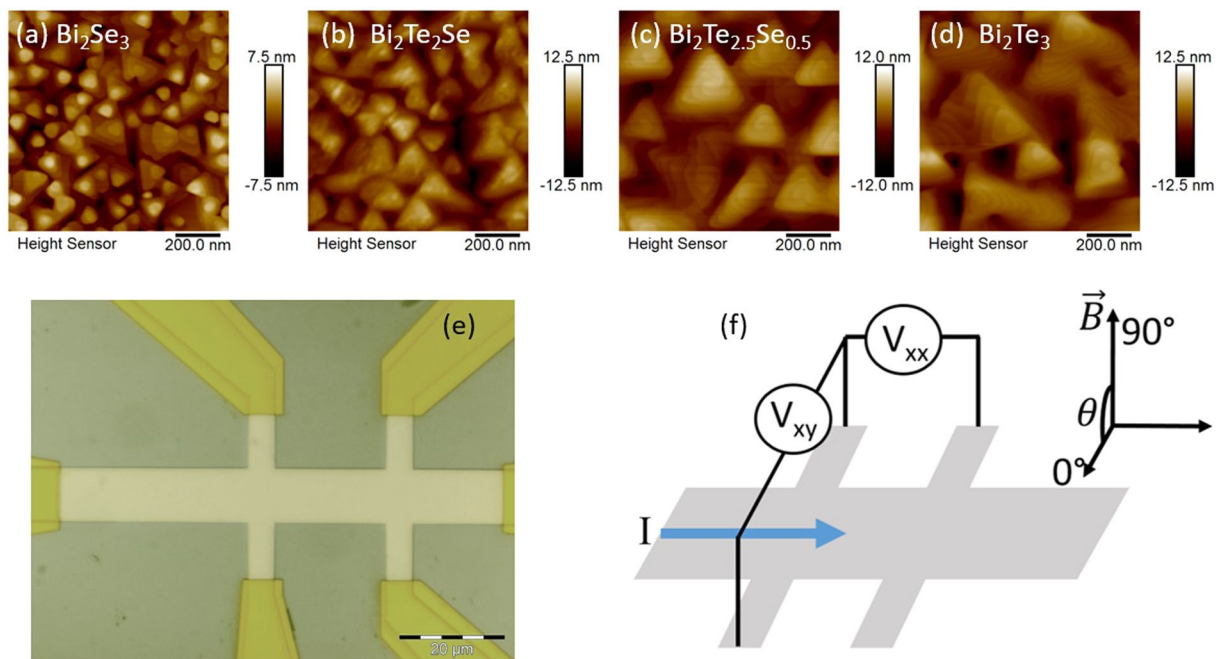 (a) Bi₂Se₃
7.5 nm
-7.5 nm
Height Sensor
200.0 nm
(b) Bi₂Te₂Se
12.5 nm
-12.5 nm
Height Sensor
200.0 nm
(c) Bi₂Te₂.₅Se₀.₅
12.0 nm
-12.0 nm
Height Sensor
200.0 nm
(d) Bi₂Te₃
12.5 nm
-12.5 nm
Height Sensor
200.0 nm
(e)
20 µm
(f)
Vxx
Vxy
I
B⃗
90°
θ
0°